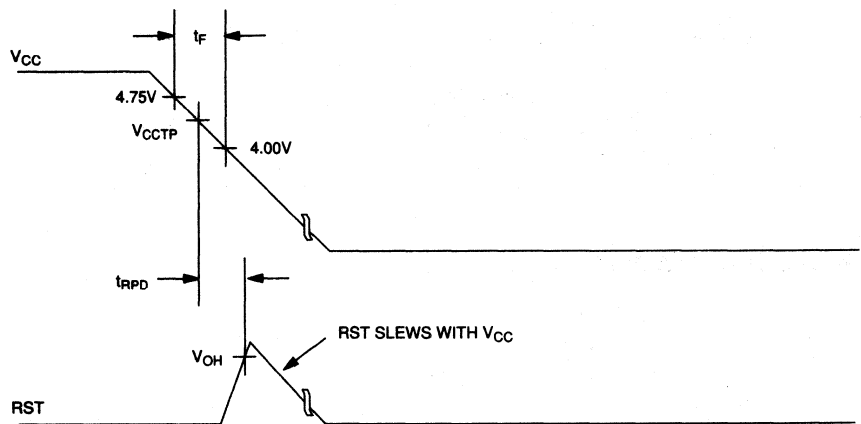 tF
VCC
4.75V
VCCTP
4.00V
tRPD
RST SLEWS WITH VCC
VOH
RST